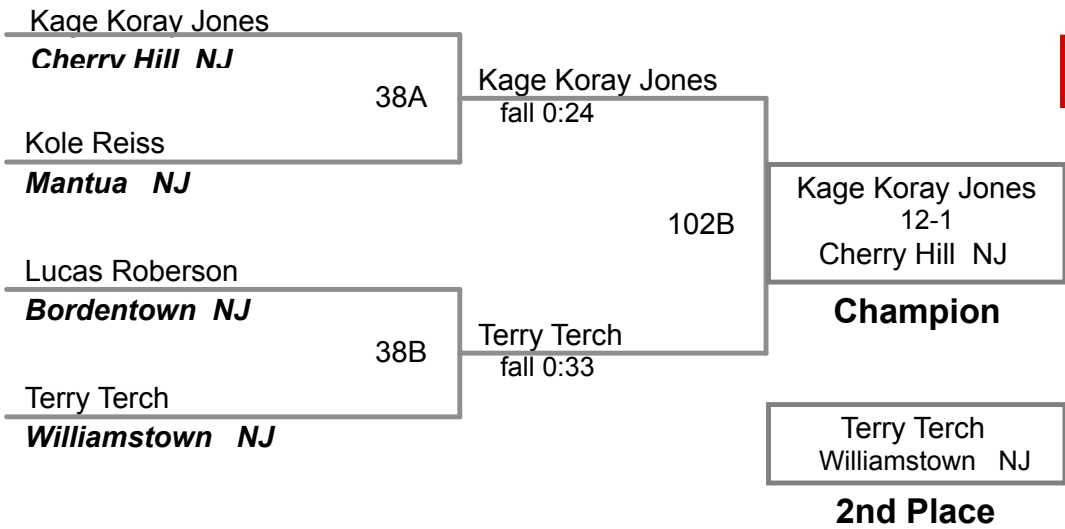 Kage Koray Jones
Cherry Hill NJ
38A
Kage Koray Jones
fall 0:24
Kole Reiss
Mantua NJ
102B
Kage Koray Jones
12-1
Cherry Hill NJ
Champion
Lucas Roberson
Bordentown NJ
38B
Terry Terch
fall 0:33
Terry Terch
Williamstown NJ
Terry Terch
Williamstown NJ
2nd Place